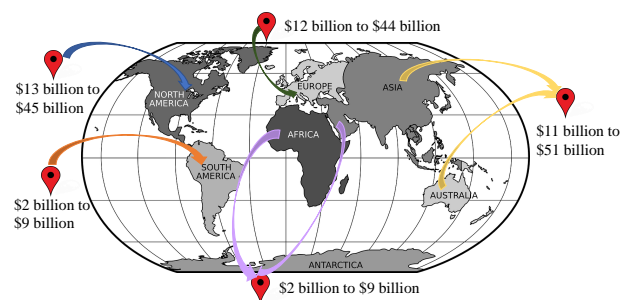 $12 billion to $44 billion
$13 billion to
$45 billion
NORTH
AMERICA
EUROPE
ASIA
$11 billion to
$51 billion
AFRICA
SOUTH
AMERICA
AUSTRALIA
$2 billion to
$9 billion
ANTARCTICA
$2 billion to $9 billion